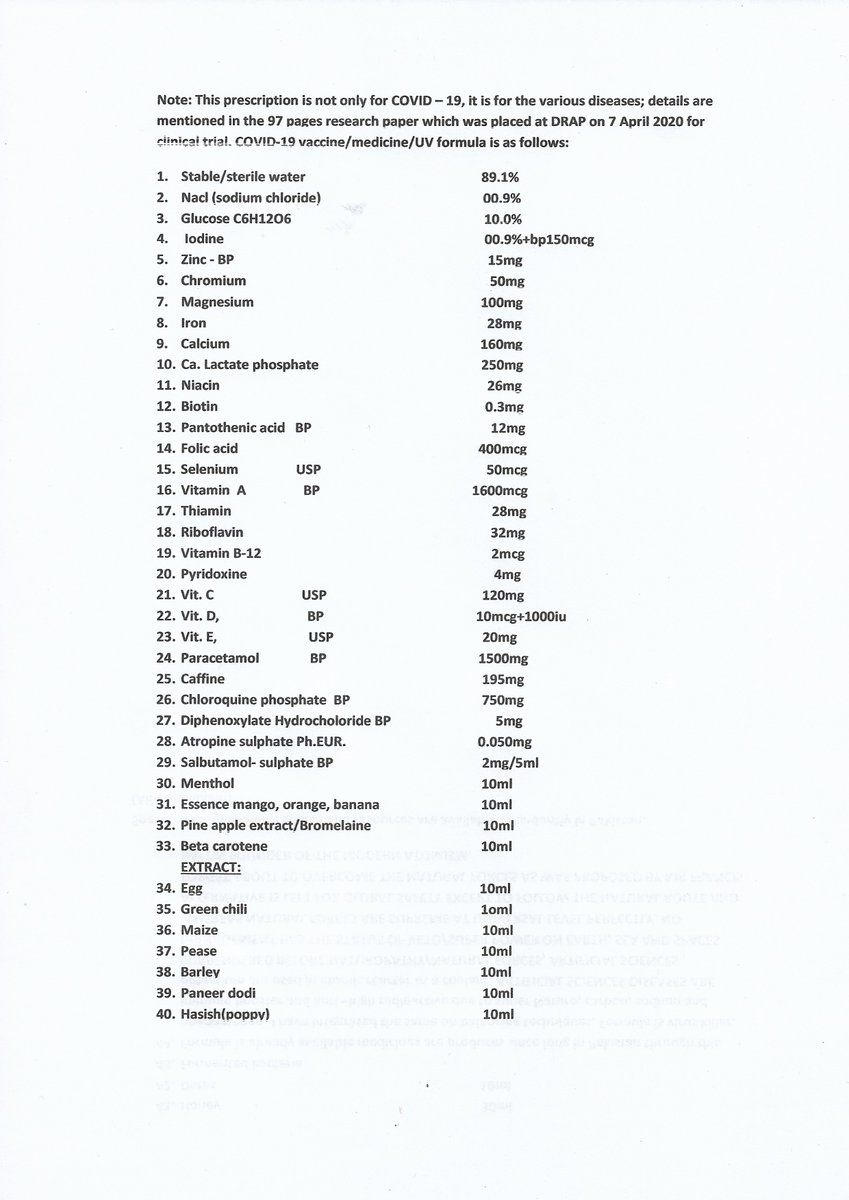 Note: This prescription is not only for COVID – 19, it is for the various diseases; details are
mentioned in the 97 pages research paper which was placed at DRAP on 7 April 2020 for
clinical trial. COVID-19 vaccine/medicine/UV formula is as follows:
1. Stable/sterile water 89.1%
2. Nacl (sodium chloride) 00.9%
3. Glucose C6H12O6 10.0%
4. Iodine 00.9%+bp150mcg
5. Zinc - BP 15mg
6. Chromium 50mg
7. Magnesium 100mg
8. Iron 28mg
9. Calcium 160mg
10. Ca. Lactate phosphate 250mg
11. Niacin 26mg
12. Biotin 0.3mg
13. Pantothenic acid BP 12mg
14. Folic acid 400mcg
15. Selenium USP 50mcg
16. Vitamin A BP 1600mcg
17. Thiamin 28mg
18. Riboflavin 32mg
19. Vitamin B-12 2mcg
20. Pyridoxine 4mg
21. Vit. C USP 120mg
22. Vit. D, BP 10mcg+1000iu
23. Vit. E, USP 20mg
24. Paracetamol BP 1500mg
25. Caffine 195mg
26. Chloroquine phosphate BP 750mg
27. Diphenoxylate Hydrocholoride BP 5mg
28. Atropine sulphate Ph.EUR. 0.050mg
29. Salbutamol- sulphate BP 2mg/5ml
30. Menthol 10ml
31. Essence mango, orange, banana 10ml
32. Pine apple extract/Bromelaine 10ml
33. Beta carotene 10ml
EXTRACT:
34. Egg 10ml
35. Green chili 1oml
36. Maize 10ml
37. Pease 10ml
38. Barley 10ml
39. Paneer dodi 10ml
40. Hasish(poppy) 10ml